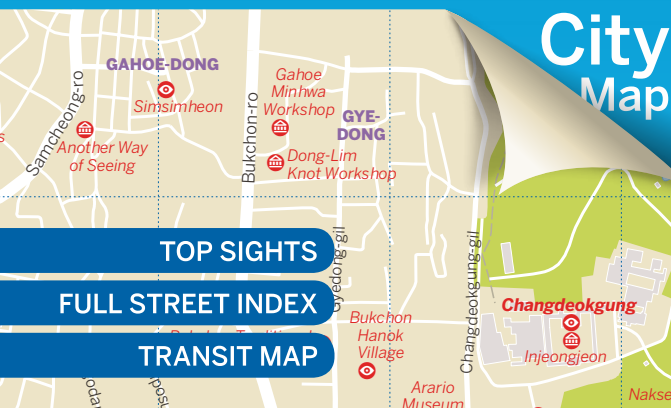 City
Map
GAHOE-DONG
Simsimheon
Samcheong-ro
Another Way
of Seeing
Bukchon-ro
Gahoe
Minhwa
Workshop
GYE-
DONG
Dong-Lim
Knot Workshop
TOP SIGHTS
FULL STREET INDEX
TRANSIT MAP
Gyedong-gil
Changdeokgung-gil
Changdeokgung
Injeongjeon
Bukchon
Hanok
Village
Arario
Museum